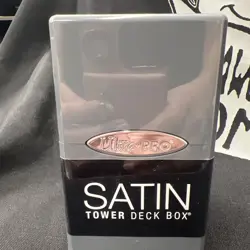 Ultra·PRO®
SATIN
TOWER DECK BOX®